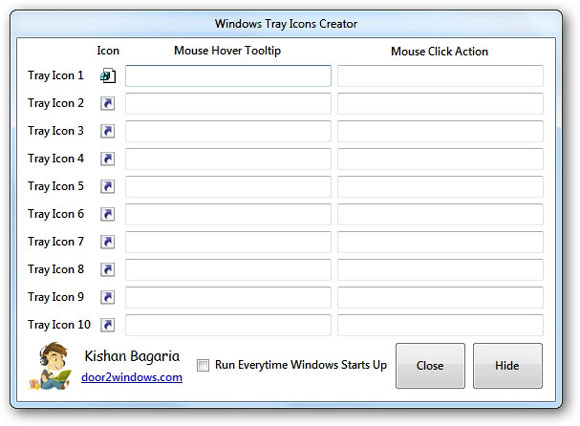 Windows Tray Icons Creator
Icon Mouse Hover Tooltip Mouse Click Action
Tray Icon 1
Tray Icon 2
Tray Icon 3
Tray Icon 4
Tray Icon 5
Tray Icon 6
Tray Icon 7
Tray Icon 8
Tray Icon 9
Tray Icon 10
Kishan Bagaria
door2windows.com
Run Everytime Windows Starts Up
Close
Hide